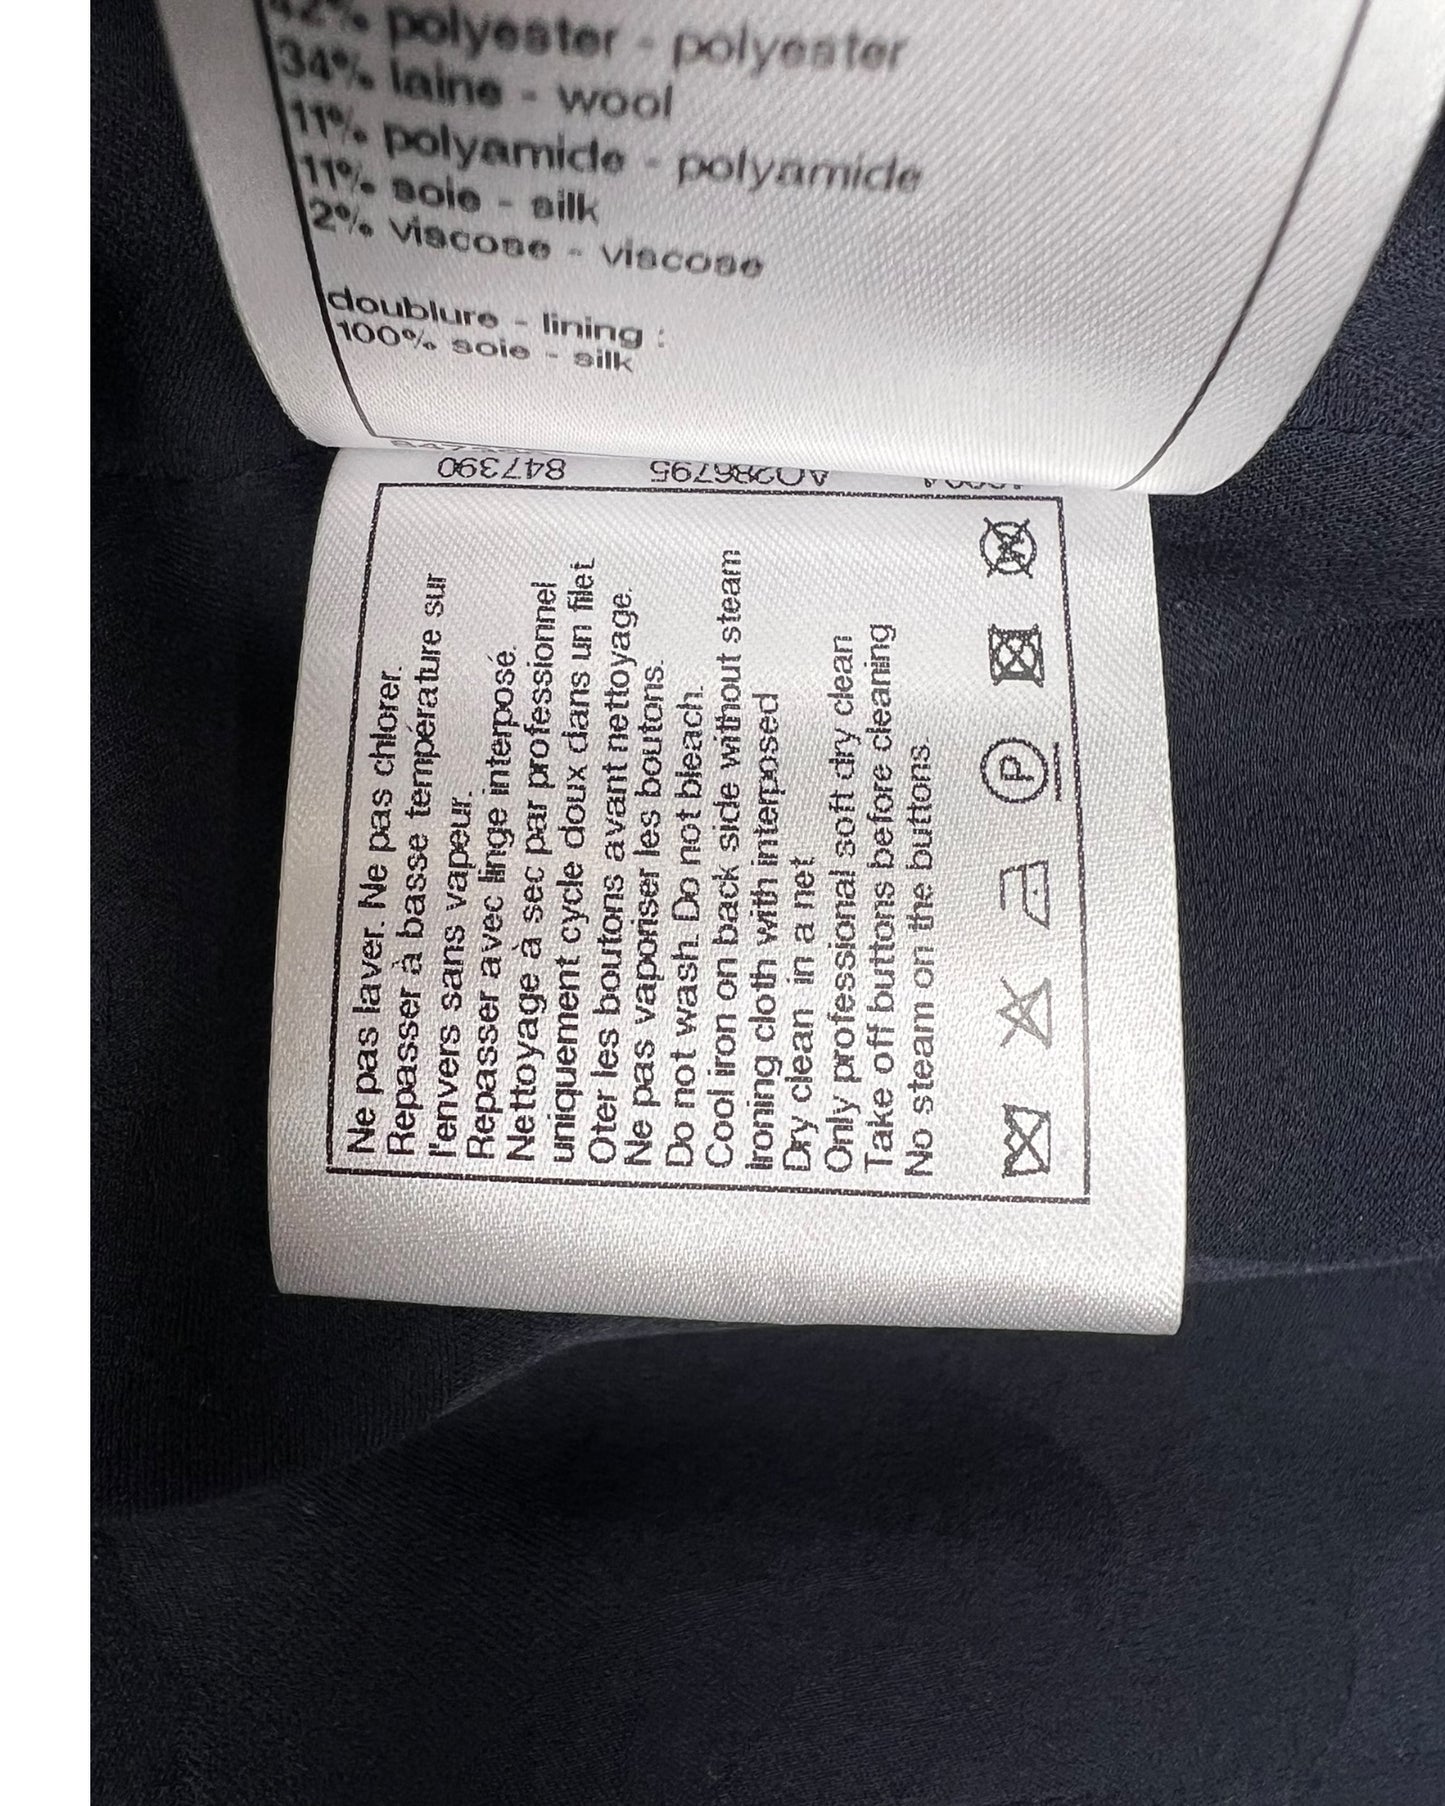 42% polyester - polyester
34% laine - wool
11% polyamide - polyamide
11% soie - silk
2% viscose - viscose
doublure - lining :
100% soie - silk
847390
Ne pas laver. Ne pas chlorer.
Repasser à basse température sur
l'envers sans vapeur.
Repasser avec linge interposé.
Nettoyage à sec par professionnel
uniquement cycle doux dans un filet
Oter les boutons avant nettoyage.
Ne pas vaporiser les boutons.
Do not wash. Do not bleach.
Cool iron on back side without steam
ironing cloth with interposed
Dry clean in a net
Only professional soft dry clean
Take off buttons before cleaning
No steam on the buttons.
P
W